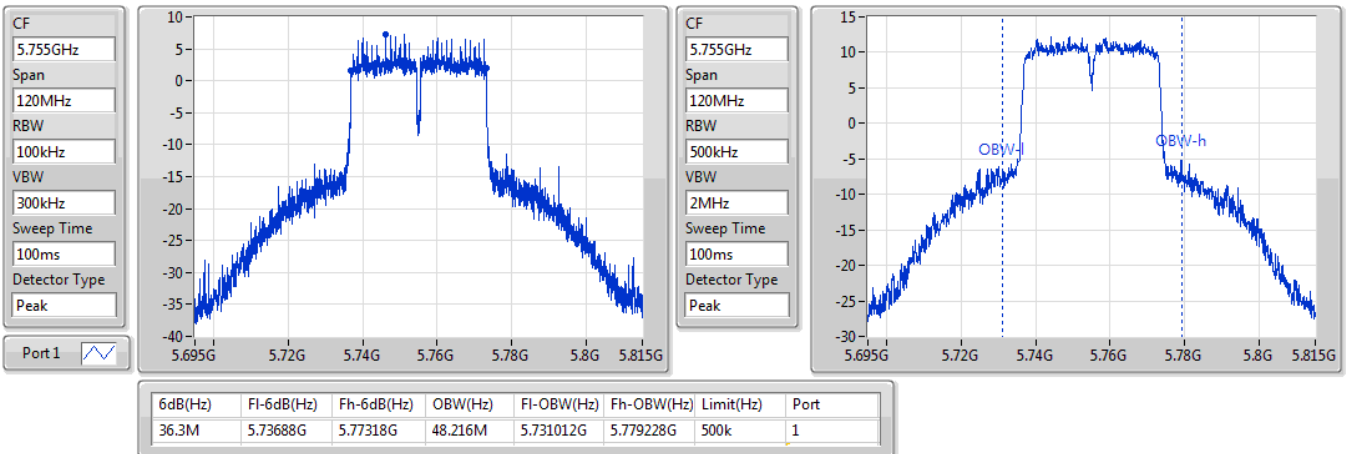 CF
5.755GHz
Span
120MHz
RBW
100kHz
VBW
300kHz
Sweep Time
100ms
Detector Type
Peak
Port 1
10
5
0
-5
-10
-15
-20
-25
-30
-35
-40
5.695G 5.72G 5.74G 5.76G 5.78G 5.8G 5.815G
CF
5.755GHz
Span
120MHz
RBW
500kHz
VBW
2MHz
Sweep Time
100ms
Detector Type
Peak
15
10
5
0
-5
-10
-15
-20
-25
-30
OBW-l OBW-h
5.695G 5.72G 5.74G 5.76G 5.78G 5.8G 5.815G
6dB(Hz) Fl-6dB(Hz) Fh-6dB(Hz) OBW(Hz) Fl-OBW(Hz) Fh-OBW(Hz) Limit(Hz) Port
36.3M 5.73688G 5.77318G 48.216M 5.731012G 5.779228G 500k 1